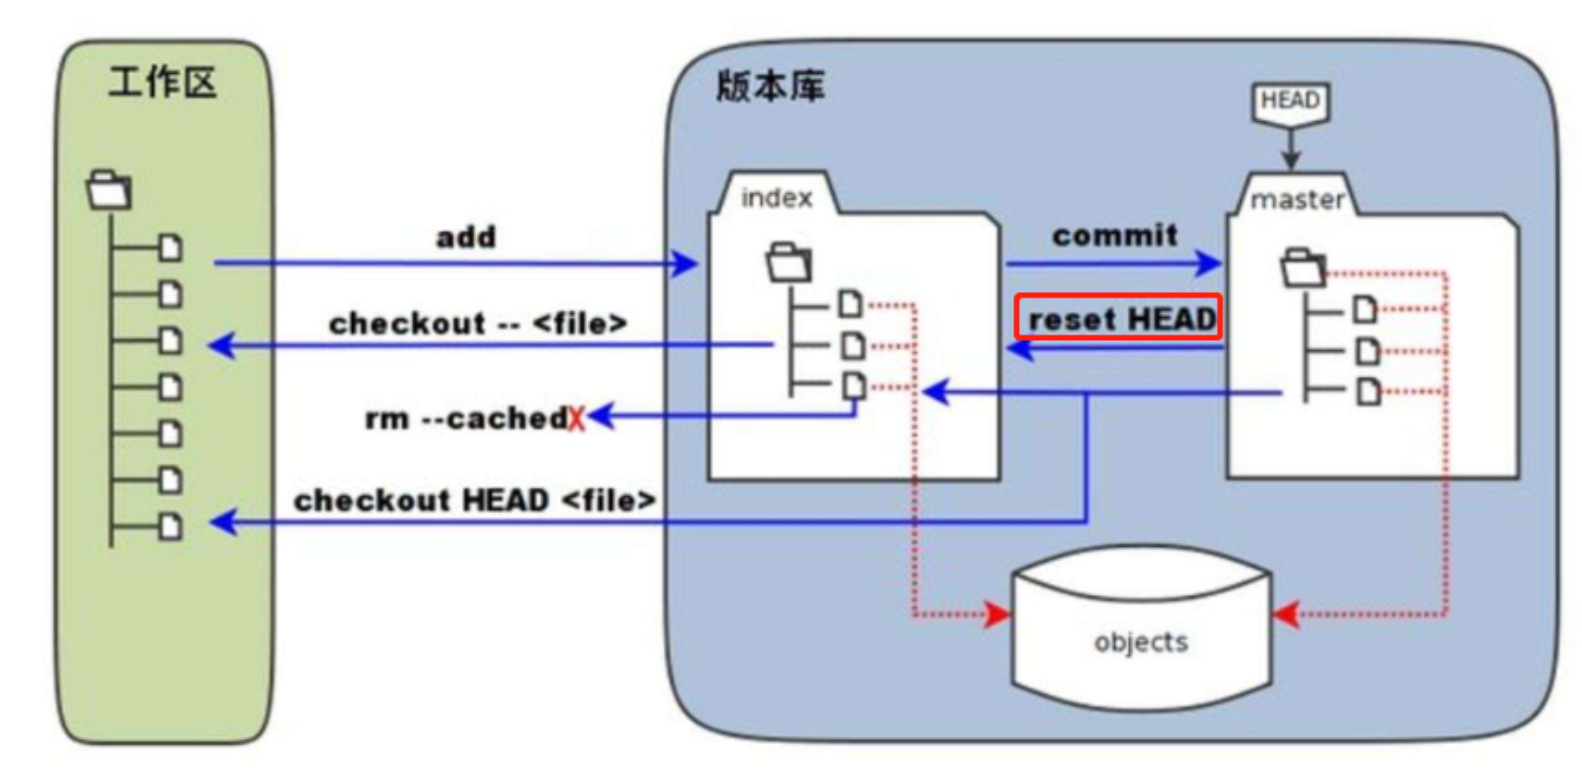 工作区
版本库
HEAD
index
master
add
commit
checkout -- <file>
reset HEAD
rm --cachedX
checkout HEAD <file>
objects